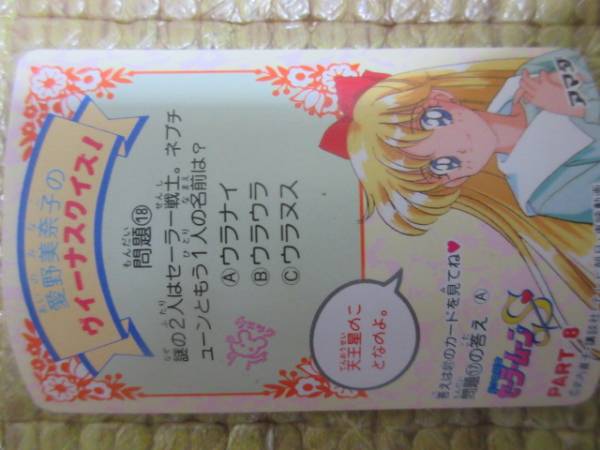 愛野美奈子の
ヴィーナスクイズ!
問題⑱
謎の2人はセーラー戦士。ネプチ
ューンともう1人の名前は?
Ⓐウラナイ
Ⓑウラウラ
Ⓒウラヌス
天王星のこ
となのよ。
のカードを見てね♥
問題⑰の答え Ⓐ
セーラームーンS
PART 8
アマダ